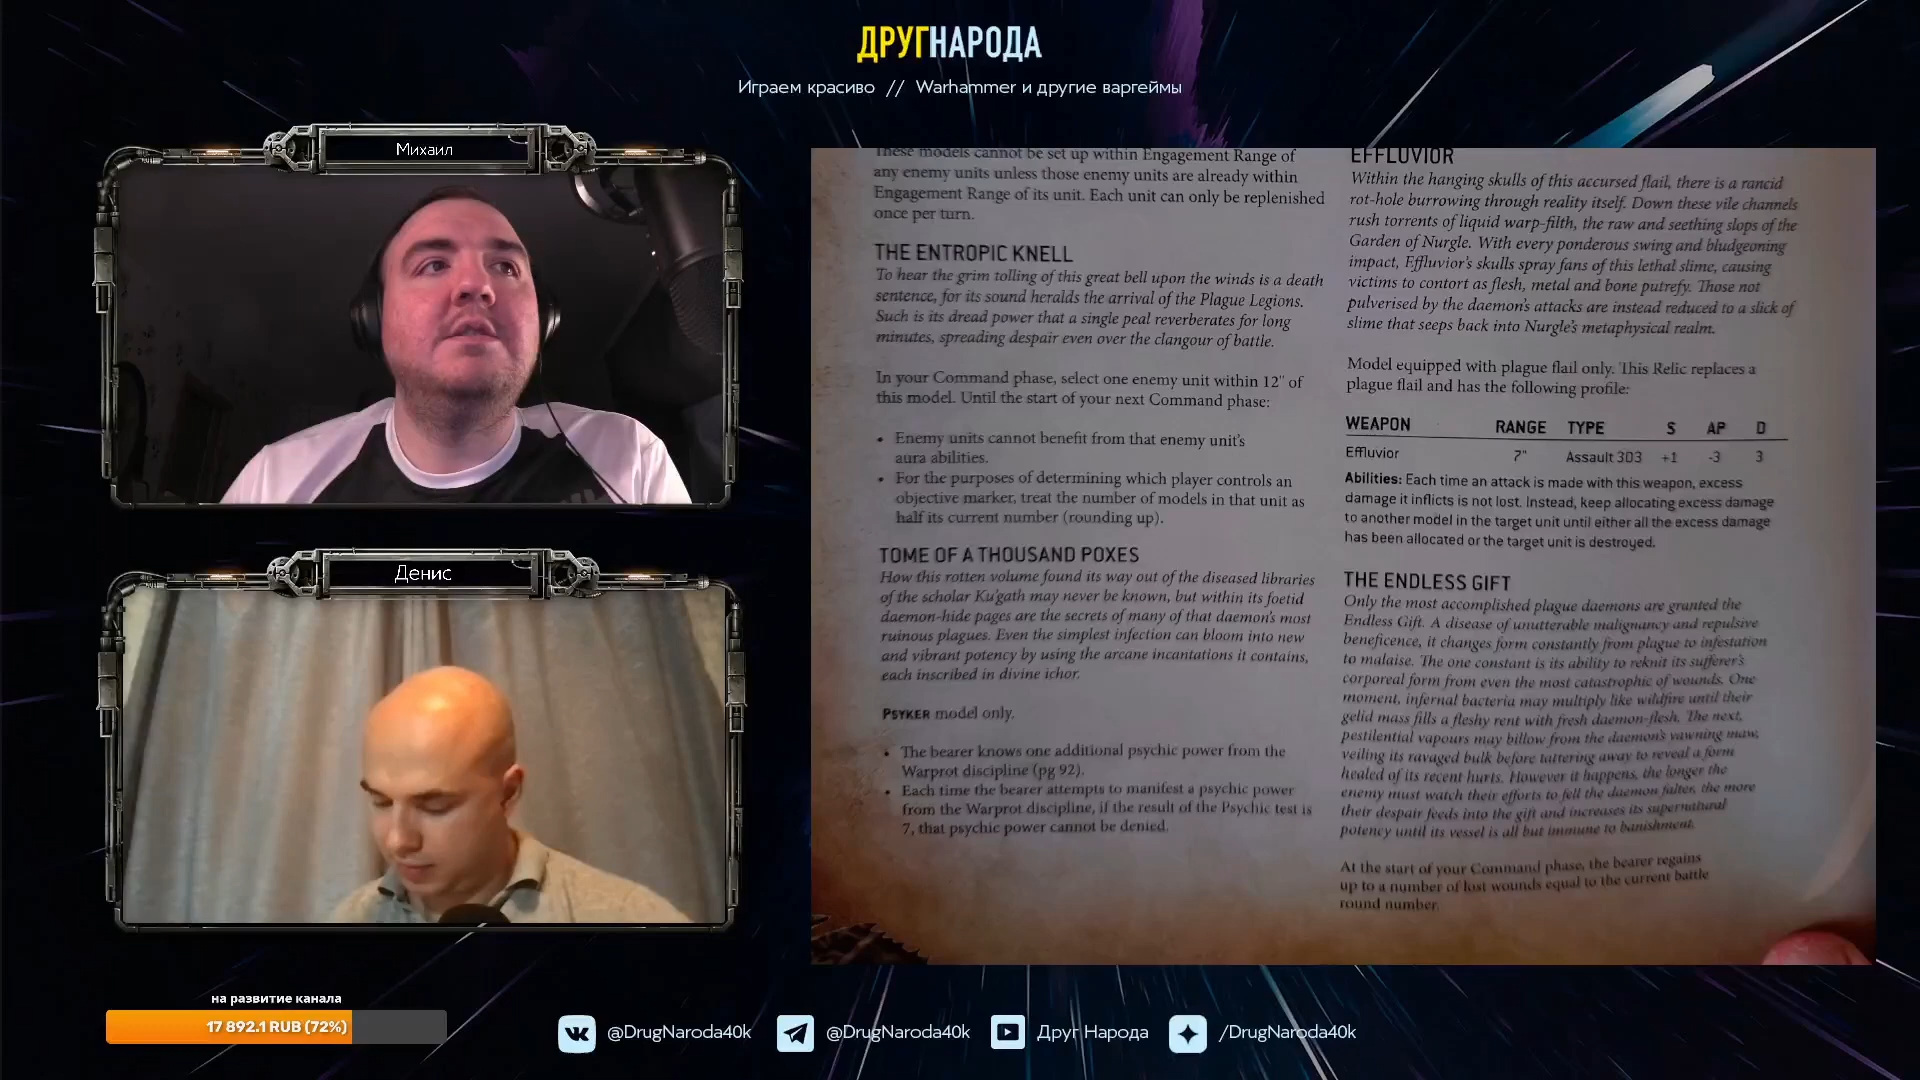 ДРУГНАРОДА
Играем красиво // Warhammer и другие варгеймы
Михаил
Денис
these models cannot be set up within Engagement Range of
any enemy units unless those enemy units are already within
Engagement Range of its unit. Each unit can only be replenished
once per turn.
THE ENTROPIC KNELL
To hear the grim tolling of this great bell upon the winds is a death
sentence, for its sound heralds the arrival of the Plague Legions.
Such is its dread power that a single peal reverberates for long
minutes, spreading despair even over the clangour of battle.
In your Command phase, select one enemy unit within 12" of
this model. Until the start of your next Command phase:
• Enemy units cannot benefit from that enemy unit's
aura abilities.
• For the purposes of determining which player controls an
objective marker, treat the number of models in that unit as
half its current number (rounding up).
TOME OF A THOUSAND POXES
How this rotten volume found its way out of the diseased libraries
of the scholar Ku'gath may never be known, but within its foetid
daemon-hide pages are the secrets of many of that daemon's most
ruinous plagues. Even the simplest infection can bloom into new
and vibrant potency by using the arcane incantations it contains,
each inscribed in divine ichor.
PSYKER model only.
• The bearer knows one additional psychic power from the
Warprot discipline (pg 92).
• Each time the bearer attempts to manifest a psychic power
from the Warprot discipline, if the result of the Psychic test is
7, that psychic power cannot be denied.
EFFLUVIOR
Within the hanging skulls of this accursed flail, there is a rancid
rot-hole burrowing through reality itself. Down these vile channels
rush torrents of liquid warp-filth, the raw and seething slops of the
Garden of Nurgle. With every ponderous swing and bludgeoning
impact, Effluvior's skulls spray fans of this lethal slime, causing
victims to contort as flesh, metal and bone putrefy. Those not
pulverised by the daemon's attacks are instead reduced to a slick of
slime that seeps back into Nurgle's metaphysical realm.
Model equipped with plague flail only. This Relic replaces a
plague flail and has the following profile:
WEAPON RANGE TYPE S AP D
Effluvior 7" Assault 3D3 +1 -3 3
Abilities: Each time an attack is made with this weapon, excess
damage it inflicts is not lost. Instead, keep allocating excess damage
to another model in the target unit until either all the excess damage
has been allocated or the target unit is destroyed.
THE ENDLESS GIFT
Only the most accomplished plague daemons are granted the
Endless Gift. A disease of unutterable malignancy and repulsive
beneficence, it changes form constantly from plague to infestation
to malaise. The one constant is its ability to reknit its sufferer's
corporeal form from even the most catastrophic of wounds. One
moment, infernal bacteria may multiply like wildfire until their
gelid mass fills a fleshy rent with fresh daemon-flesh. The next,
pestilential vapours may billow from the daemon's yawning maw,
veiling its ravaged bulk before tattering away to reveal a form
healed of its recent hurts. However it happens, the longer the
enemy must watch their efforts to fell the daemon falter, the more
their despair feeds into the gift and increases its supernatural
potency until its vessel is all but immune to banishment.
At the start of your Command phase, the bearer regains
up to a number of lost wounds equal to the current battle
round number.
на развитие канала
17 892.1 RUB (72%)
@DrugNaroda40k @DrugNaroda40k Друг Народа /DrugNaroda40k